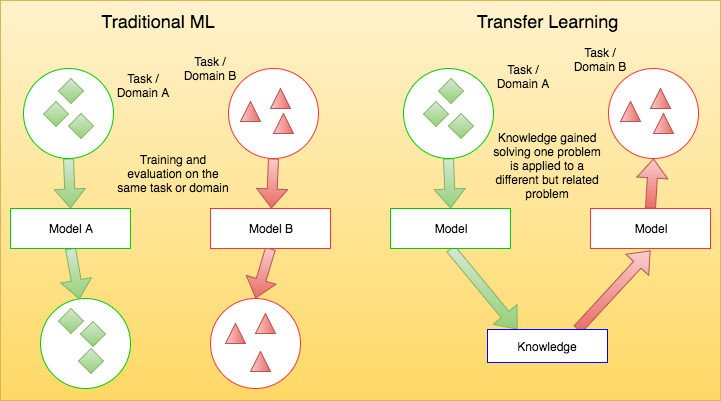 Traditional ML
Transfer Learning
Task /
Domain A
Task /
Domain B
Training and
evaluation on the
same task or domain
Model A
Model B
Task /
Domain A
Task /
Domain B
Knowledge gained
solving one problem
is applied to a
different but related
problem
Model
Model
Knowledge